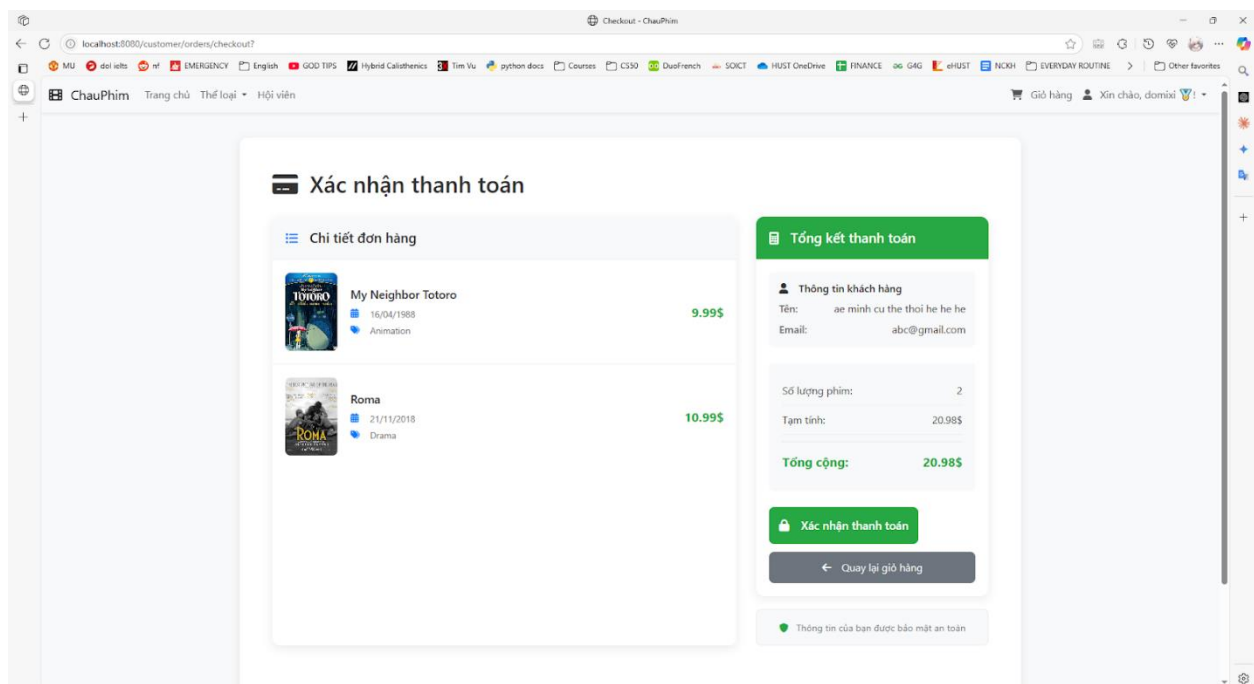 Checkout - ChauPhim
localhost:8080/customer/orders/checkout?
MU dol ielts nf EMERGENCY English GOD TIPS Hybrid Calisthenics Tim Vu python docs Courses CS50 DuoFrench SOICT HUST OneDrive FINANCE G4G eHUST NCKH EVERYDAY ROUTINE Other favorites
ChauPhim Trang chủ Thể loại Hội viên Giỏ hàng Xin chào, domixi !
Xác nhận thanh toán
Chi tiết đơn hàng
My Neighbor Totoro
16/04/1988
Animation
9.99$
TOTORO
Roma
21/11/2018
Drama
10.99$
ROMA
Tổng kết thanh toán
Thông tin khách hàng
Tên: ae minh cu the thoi he he he
Email: abc@gmail.com
Số lượng phim: 2
Tạm tính: 20.98$
Tổng cộng: 20.98$
Xác nhận thanh toán
Quay lại giỏ hàng
Thông tin của bạn được bảo mật an toàn